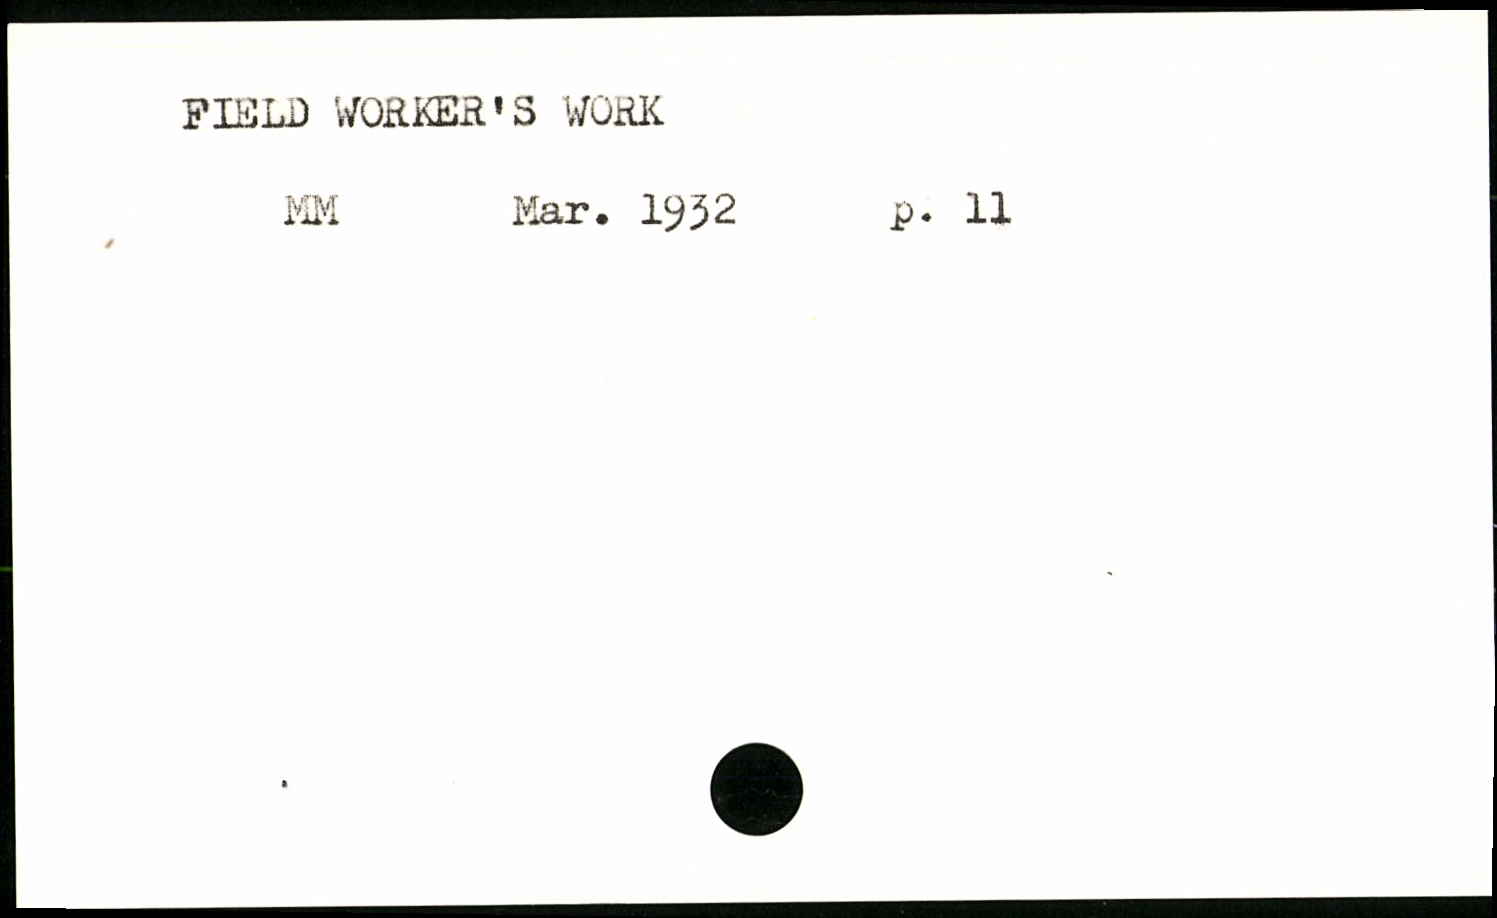 FIELD WORKER'S WORK
MM Mar. 1932 p. 11